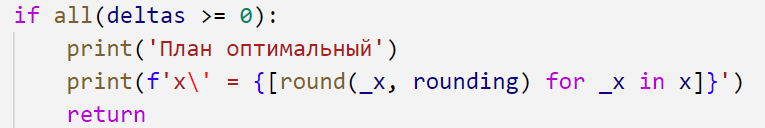 if all(deltas >= 0):
print('План оптимальный')
print(f'x\' = {[round(_x, rounding) for _x in x]}')
return